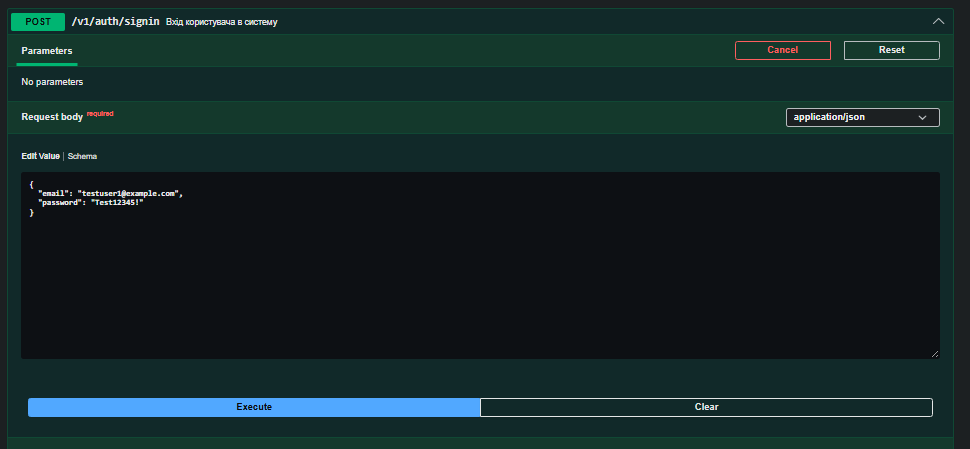 POST /v1/auth/signin Вхід користувача в систему
Parameters Cancel Reset
No parameters
Request body required application/json
Edit Value | Schema
{
  "email": "testuser1@example.com",
  "password": "Test12345!"
}
Execute Clear